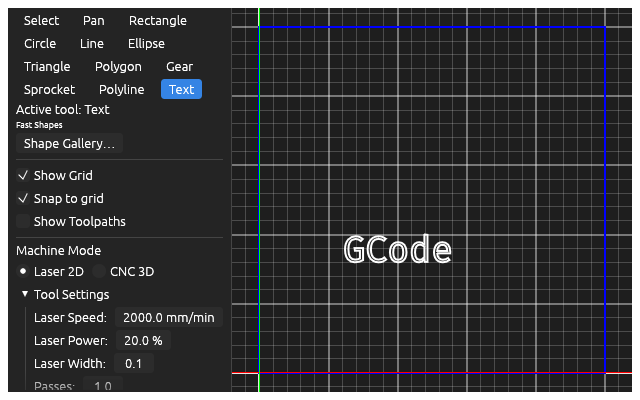 Select Pan Rectangle
Circle Line Ellipse
Triangle Polygon Gear
Sprocket Polyline Text
Active tool: Text
Fast Shapes
Shape Gallery...
Show Grid
Snap to grid
Show Toolpaths
Machine Mode
Laser 2D CNC 3D
Tool Settings
Laser Speed: 2000.0 mm/min
Laser Power: 20.0 %
Laser Width: 0.1
Passes: 1.0
GCode